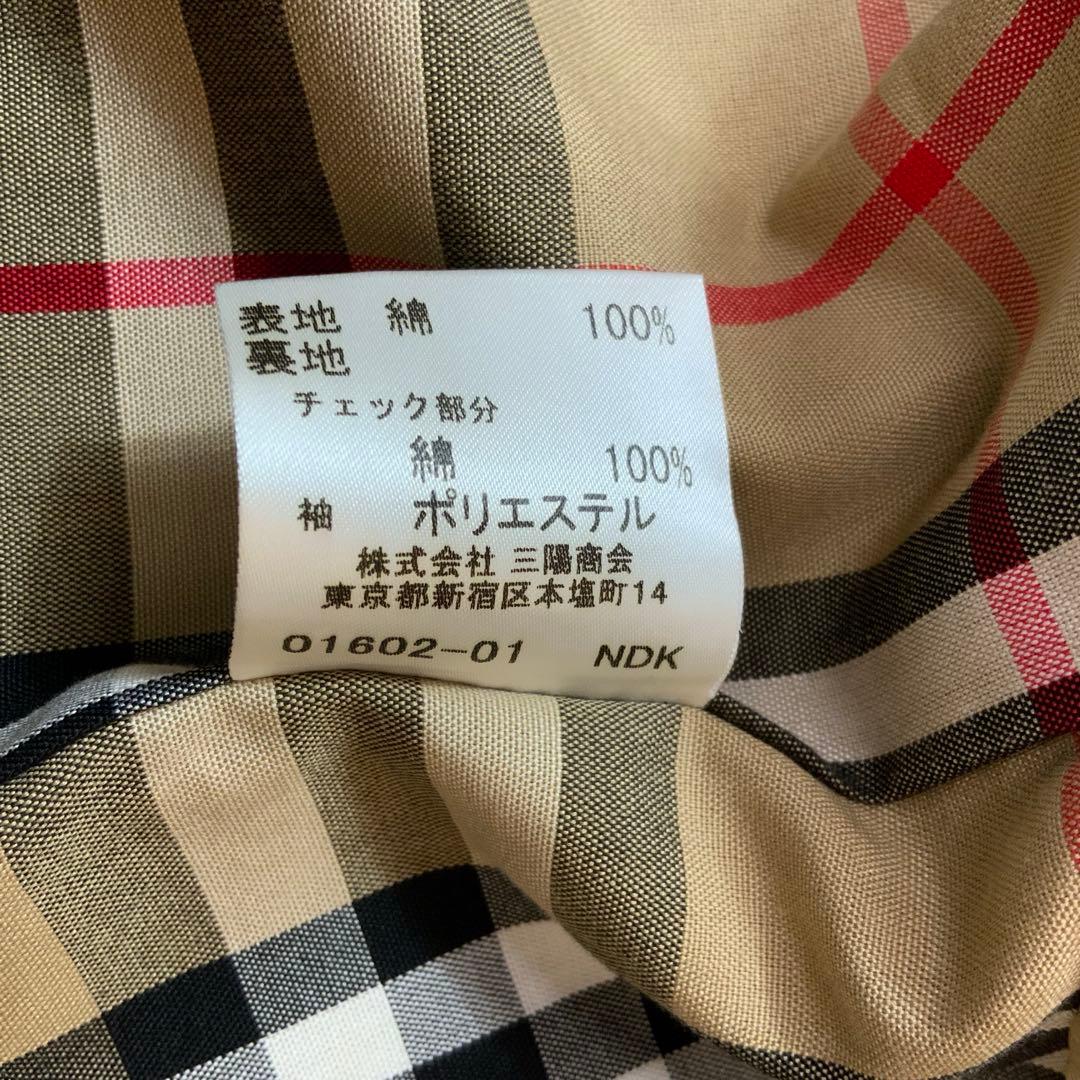 表地 綿 100%
裏地
チェック部分
綿 100%
袖 ポリエステル
株式会社 三陽商会
東京都新宿区本塩町14
01602-01 NDK